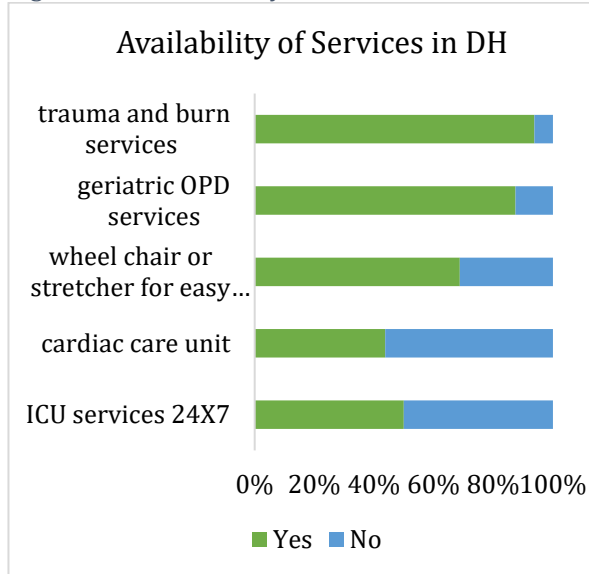 Availability of Services in DH
trauma and burn
services
geriatric OPD
services
wheel chair or
stretcher for easy...
cardiac care unit
ICU services 24X7
0% 20% 40% 60% 80%100%
Yes No